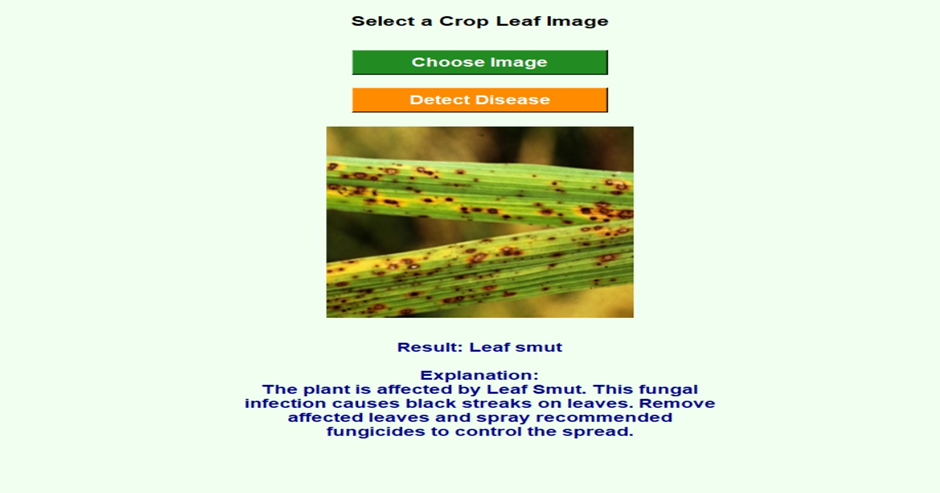 Select a Crop Leaf Image
Choose Image
Detect Disease
Result: Leaf smut
Explanation:
The plant is affected by Leaf Smut. This fungal
infection causes black streaks on leaves. Remove
affected leaves and spray recommended
fungicides to control the spread.